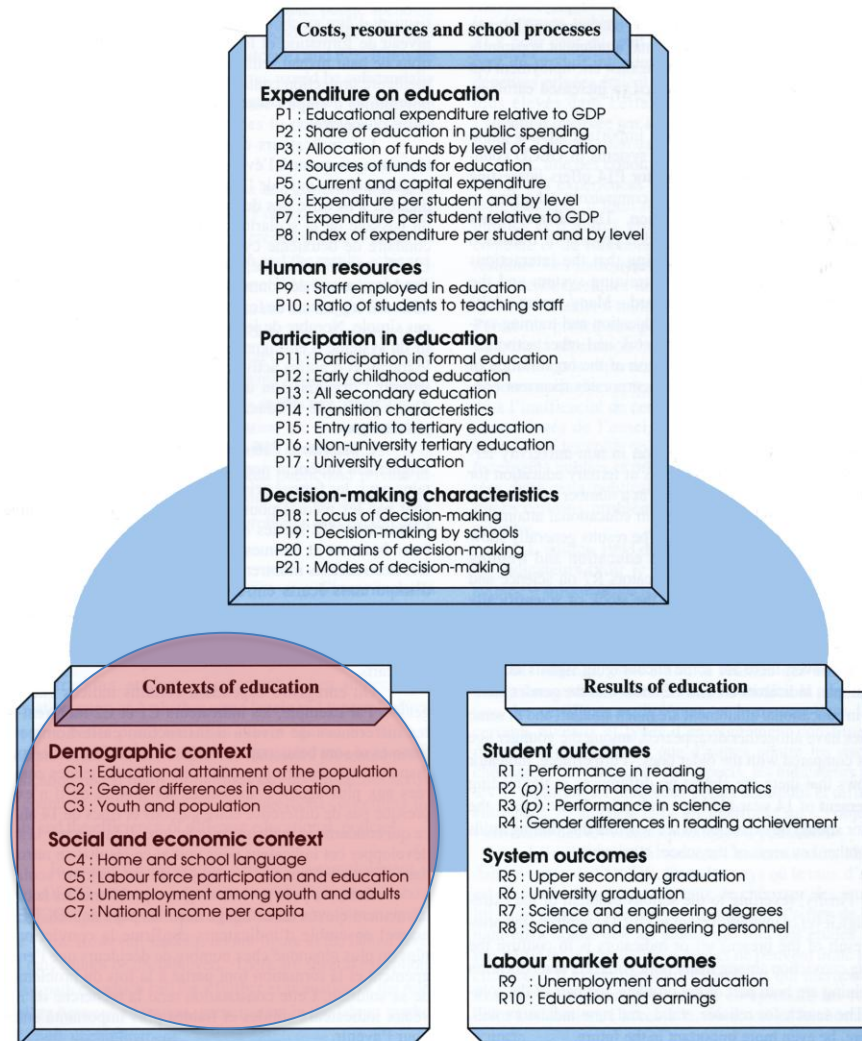 Costs, resources and school processes
Expenditure on education
P1 : Educational expenditure relative to GDP
P2 : Share of education in public spending
P3 : Allocation of funds by level of education
P4 : Sources of funds for education
P5 : Current and capital expenditure
P6 : Expenditure per student and by level
P7 : Expenditure per student relative to GDP
P8 : Index of expenditure per student and by level
Human resources
P9 : Staff employed in education
P10 : Ratio of students to teaching staff
Participation in education
P11 : Participation in formal education
P12 : Early childhood education
P13 : All secondary education
P14 : Transition characteristics
P15 : Entry ratio to tertiary education
P16 : Non-university tertiary education
P17 : University education
Decision-making characteristics
P18 : Locus of decision-making
P19 : Decision-making by schools
P20 : Domains of decision-making
P21 : Modes of decision-making
Contexts of education
Demographic context
C1 : Educational attainment of the population
C2 : Gender differences in education
C3 : Youth and population
Social and economic context
C4 : Home and school language
C5 : Labour force participation and education
C6 : Unemployment among youth and adults
C7 : National income per capita
Results of education
Student outcomes
R1 : Performance in reading
R2 (p) : Performance in mathematics
R3 (p) : Performance in science
R4 : Gender differences in reading achievement
System outcomes
R5 : Upper secondary graduation
R6 : University graduation
R7 : Science and engineering degrees
R8 : Science and engineering personnel
Labour market outcomes
R9 : Unemployment and education
R10 : Education and earnings